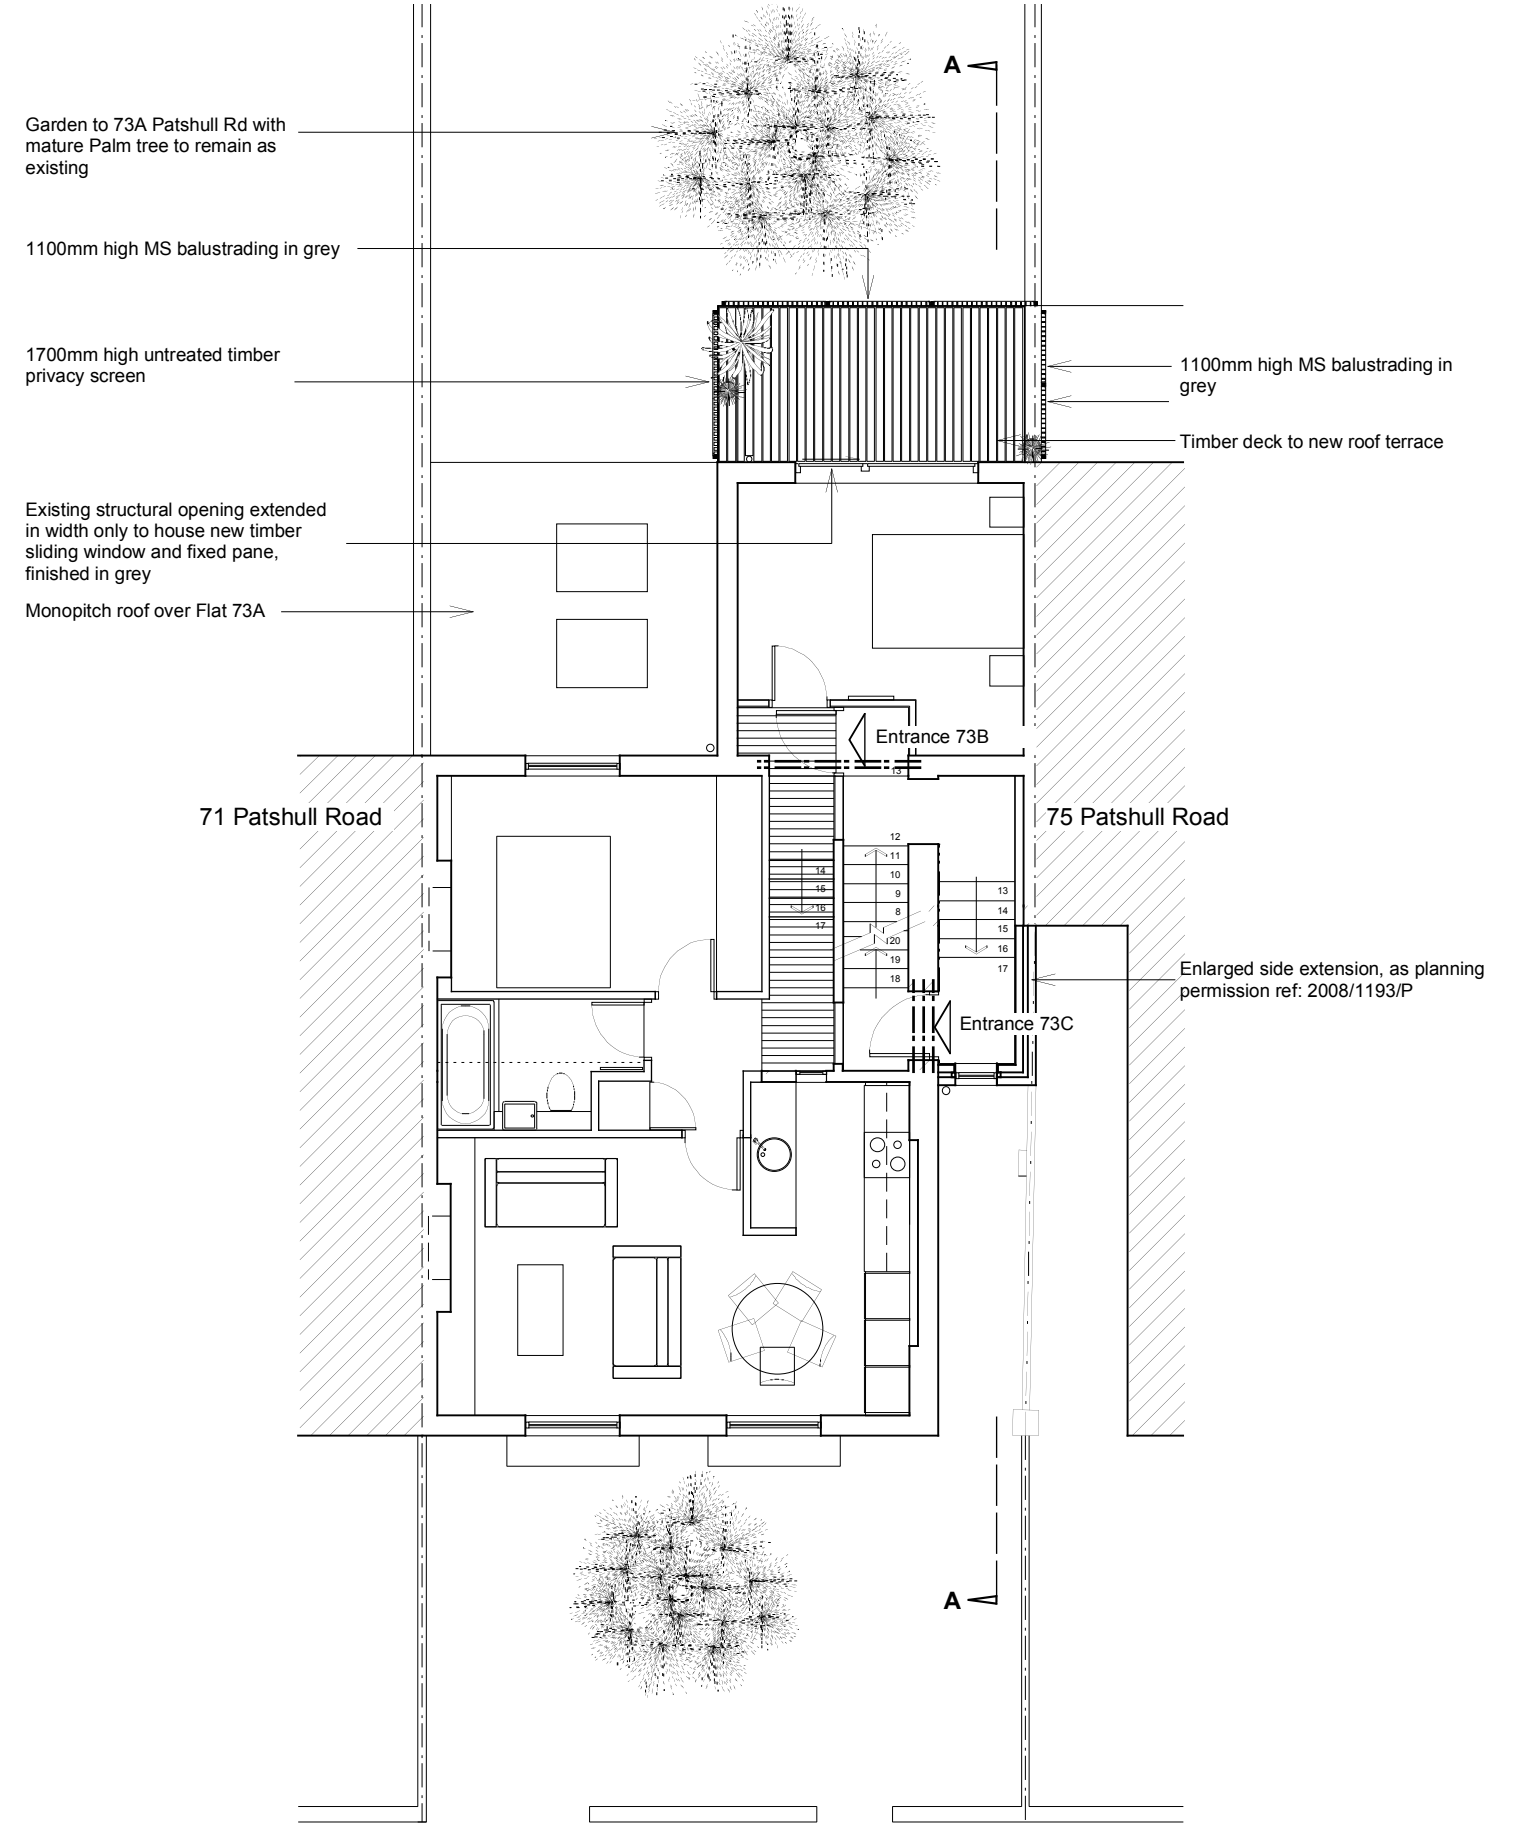 A
Garden to 73A Patshull Rd with
mature Palm tree to remain as
existing
1100mm high MS balustrading in grey
1700mm high untreated timber
privacy screen
1100mm high MS balustrading in
grey
Timber deck to new roof terrace
Existing structural opening extended
in width only to house new timber
sliding window and fixed pane,
finished in grey
Monopitch roof over Flat 73A
Entrance 73B
13
71 Patshull Road
75 Patshull Road
12
11
10
9
8
20
19
18
14
15
16
17
13
14
15
16
17
Enlarged side extension, as planning
permission ref: 2008/1193/P
Entrance 73C
A